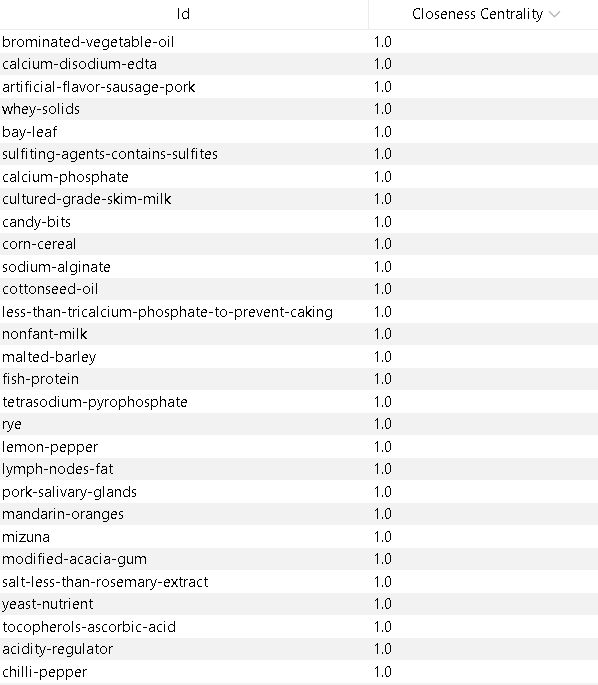 Id Closeness Centrality
brominated-vegetable-oil 1.0
calcium-disodium-edta 1.0
artificial-flavor-sausage-pork 1.0
whey-solids 1.0
bay-leaf 1.0
sulfiting-agents-contains-sulfites 1.0
calcium-phosphate 1.0
cultured-grade-skim-milk 1.0
candy-bits 1.0
corn-cereal 1.0
sodium-alginate 1.0
cottonseed-oil 1.0
less-than-tricalcium-phosphate-to-prevent-caking 1.0
nonfant-milk 1.0
malted-barley 1.0
fish-protein 1.0
tetrasodium-pyrophosphate 1.0
rye 1.0
lemon-pepper 1.0
lymph-nodes-fat 1.0
pork-salivary-glands 1.0
mandarin-oranges 1.0
mizuna 1.0
modified-acacia-gum 1.0
salt-less-than-rosemary-extract 1.0
yeast-nutrient 1.0
tocopherols-ascorbic-acid 1.0
acidity-regulator 1.0
chilli-pepper 1.0